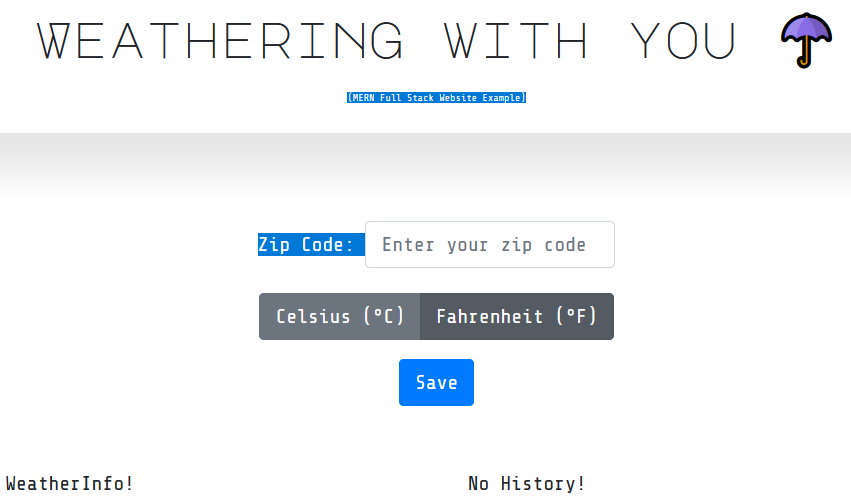 WEATHERING WITH YOU
(MERN Full Stack Website Example)
Zip Code: Enter your zip code
Celsius (°C) Fahrenheit (°F)
Save
WeatherInfo! No History!